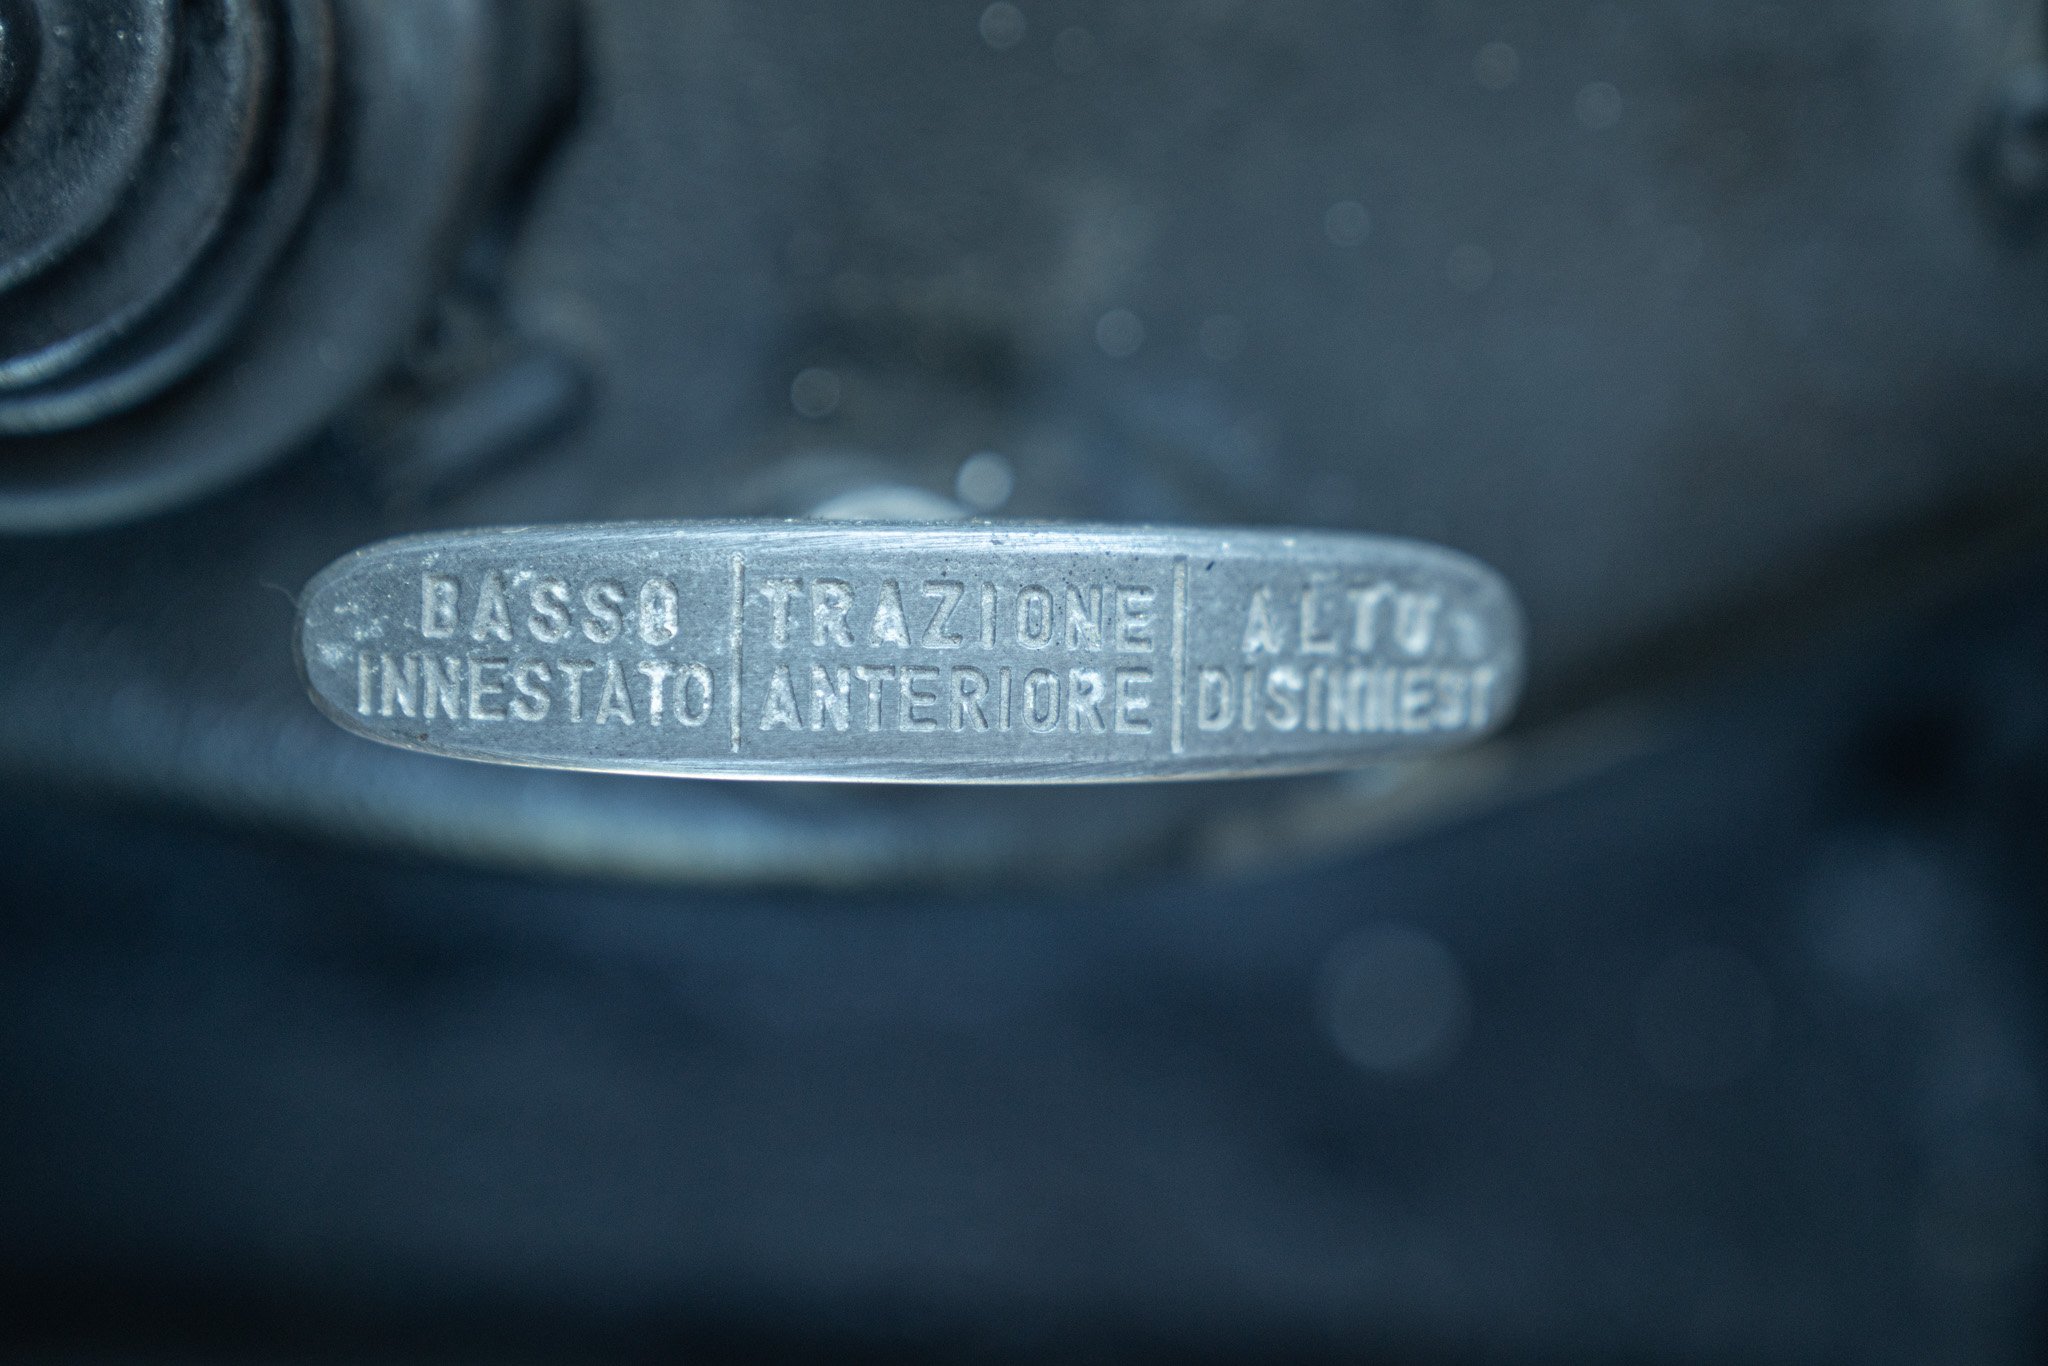 BASSO | TRAZIONE | ALTO
INNESTATO | ANTERIORE | DISINNEST